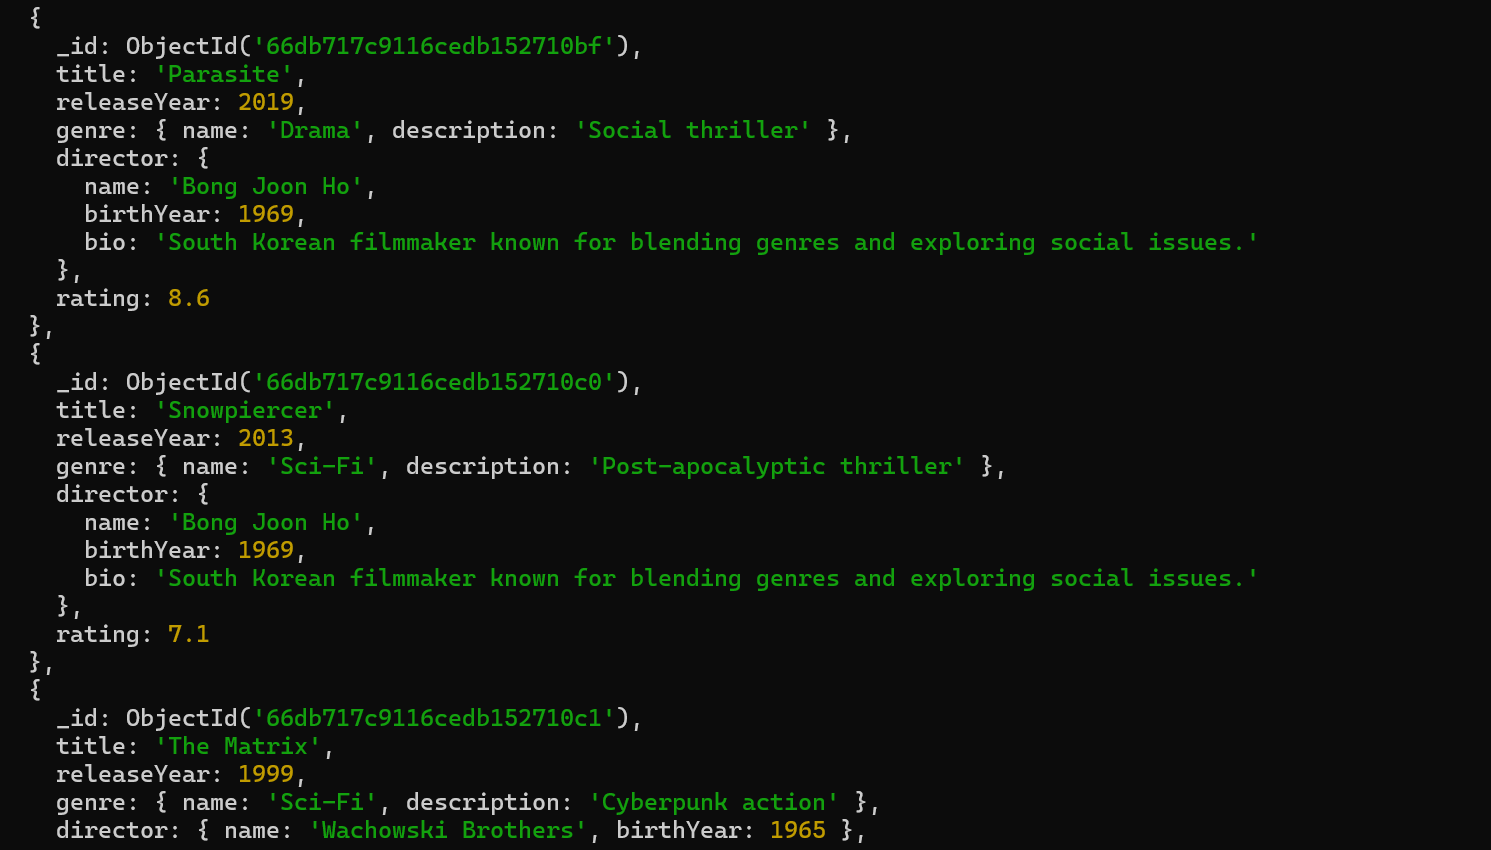 {
_id: ObjectId('66db717c9116cedb152710bf'),
title: 'Parasite',
releaseYear: 2019,
genre: { name: 'Drama', description: 'Social thriller' },
director: {
name: 'Bong Joon Ho',
birthYear: 1969,
bio: 'South Korean filmmaker known for blending genres and exploring social issues.'
},
rating: 8.6
},
{
_id: ObjectId('66db717c9116cedb152710c0'),
title: 'Snowpiercer',
releaseYear: 2013,
genre: { name: 'Sci-Fi', description: 'Post-apocalyptic thriller' },
director: {
name: 'Bong Joon Ho',
birthYear: 1969,
bio: 'South Korean filmmaker known for blending genres and exploring social issues.'
},
rating: 7.1
},
{
_id: ObjectId('66db717c9116cedb152710c1'),
title: 'The Matrix',
releaseYear: 1999,
genre: { name: 'Sci-Fi', description: 'Cyberpunk action' },
director: { name: 'Wachowski Brothers', birthYear: 1965 },